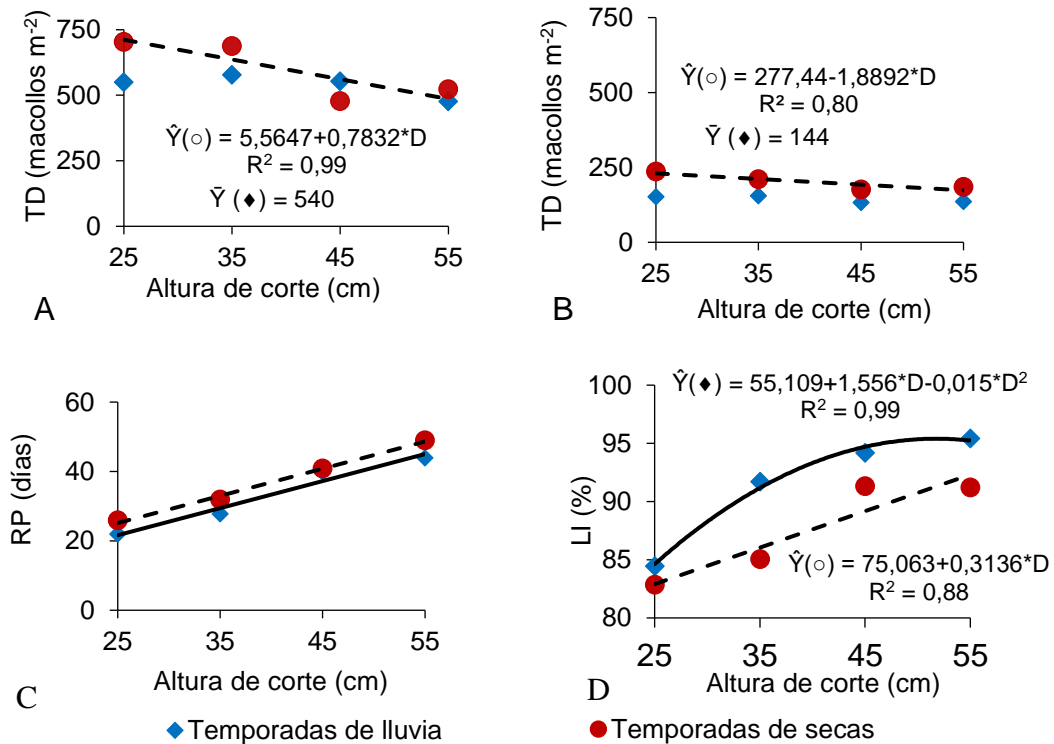 TD (macollos m-2)
750
500
250
0
Ŷ(○) = 5,5647+0,7832*D
R2 = 0,99
Ȳ (♦) = 540
25 35 45 55
Altura de corte (cm)
A
TD (macollos m-2)
750
500
250
0
Ŷ(○) = 277,44-1,8892*D
R² = 0,80
Ȳ (♦) = 144
25 35 45 55
Altura de corte (cm)
B
RP (días)
60
40
20
0
25 35 45 55
Altura de corte (cm)
C
LI (%)
100
95
90
85
80
Ŷ(♦) = 55,109+1,556*D-0,015*D2
R2 = 0,99
Ŷ(○) = 75,063+0,3136*D
R2 = 0,88
25 35 45 55
Altura de corte (cm)
D
Temporadas de lluvia
Temporadas de secas